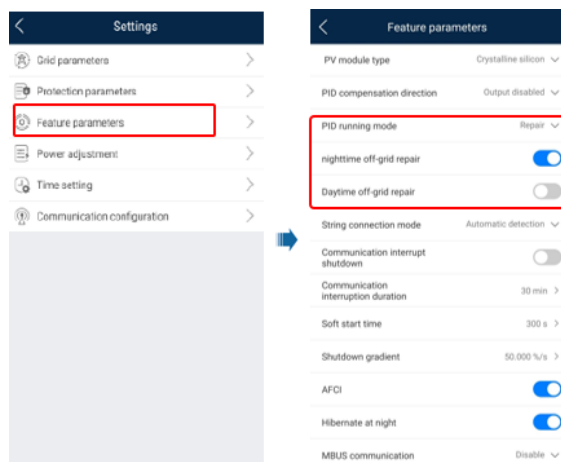 Settings
Grid parameters
Protection parameters
Feature parameters
Power adjustment
Time setting
Communication configuration
Feature parameters
PV module type Crystalline silicon
PID compensation direction Output disabled
PID running mode Repair
nighttime off-grid repair
Daytime off-grid repair
String connection mode Automatic detection
Communication interrupt
shutdown
Communication
interruption duration 30 min
Soft start time 300 s
Shutdown gradient 50.000 %/s
AFCI
Hibernate at night
MBUS communication Disable